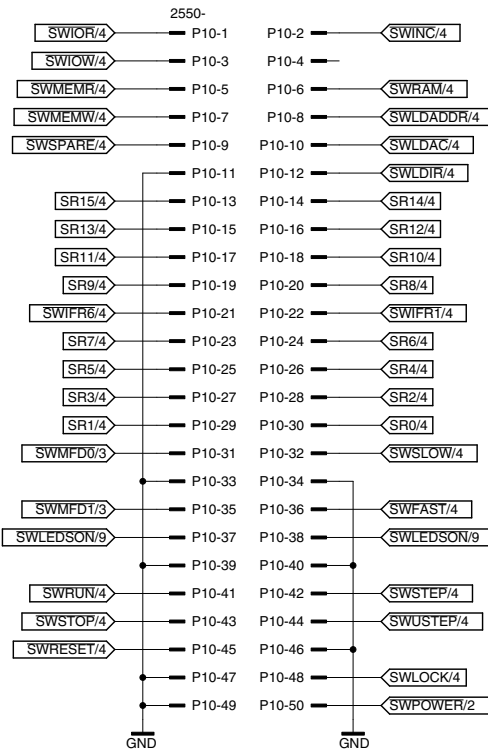 2550-
SWIOR/4 P10-1 P10-2 SWINC/4
SWIOW/4 P10-3 P10-4
SWMEMR/4 P10-5 P10-6 SWRAM/4
SWMEMW/4 P10-7 P10-8 SWLDADDR/4
SWSPARE/4 P10-9 P10-10 SWLDAC/4
P10-11 P10-12 SWLDIR/4
SR15/4 P10-13 P10-14 SR14/4
SR13/4 P10-15 P10-16 SR12/4
SR11/4 P10-17 P10-18 SR10/4
SR9/4 P10-19 P10-20 SR8/4
SWIFR6/4 P10-21 P10-22 SWIFR1/4
SR7/4 P10-23 P10-24 SR6/4
SR5/4 P10-25 P10-26 SR4/4
SR3/4 P10-27 P10-28 SR2/4
SR1/4 P10-29 P10-30 SR0/4
SWMFD0/3 P10-31 P10-32 SWSLOW/4
P10-33 P10-34
SWMFD1/3 P10-35 P10-36 SWFAST/4
SWLEDSON/9 P10-37 P10-38 SWLEDSON/9
P10-39 P10-40
SWRUN/4 P10-41 P10-42 SWSTEP/4
SWSTOP/4 P10-43 P10-44 SWUSTEP/4
SWRESET/4 P10-45 P10-46
P10-47 P10-48 SWLOCK/4
P10-49 P10-50 SWPOWER/2
GND GND